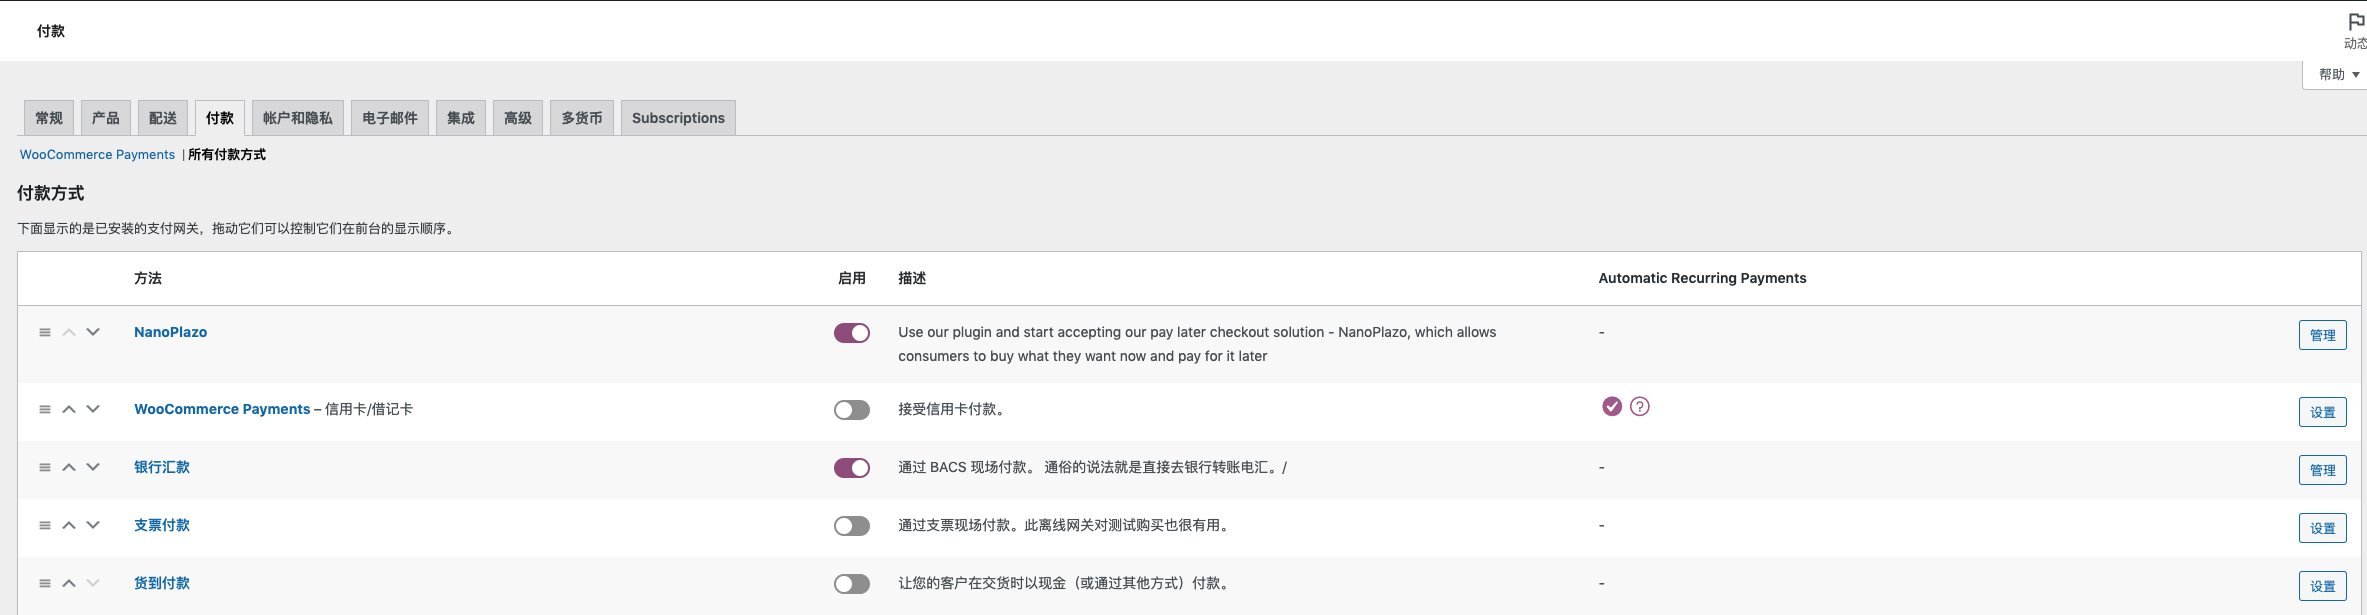 付款
动态
帮助
常规 产品 配送 付款 帐户和隐私 电子邮件 集成 高级 多货币 Subscriptions
WooCommerce Payments | 所有付款方式
付款方式
下面显示的是已安装的支付网关，拖动它们可以控制它们在前台的显示顺序。
方法 启用 描述 Automatic Recurring Payments
NanoPlazo Use our plugin and start accepting our pay later checkout solution - NanoPlazo, which allows - 管理
consumers to buy what they want now and pay for it later
WooCommerce Payments – 信用卡/借记卡 接受信用卡付款。 ? 设置
银行汇款 通过 BACS 现场付款。 通俗的说法就是直接去银行转账电汇。/ - 管理
支票付款 通过支票现场付款。此离线网关对测试购买也很有用。 - 设置
货到付款 让您的客户在交货时以现金（或通过其他方式）付款。 - 设置